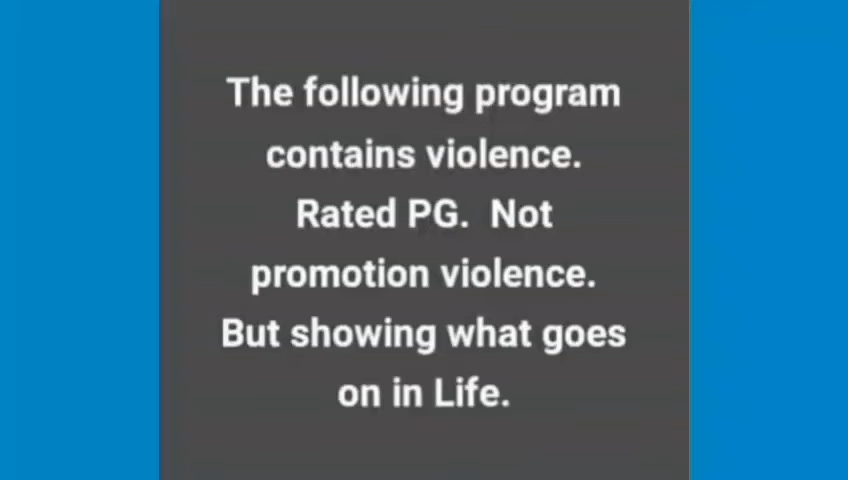 The following program
contains violence.
Rated PG.  Not
promotion violence.
But showing what goes
on in Life.